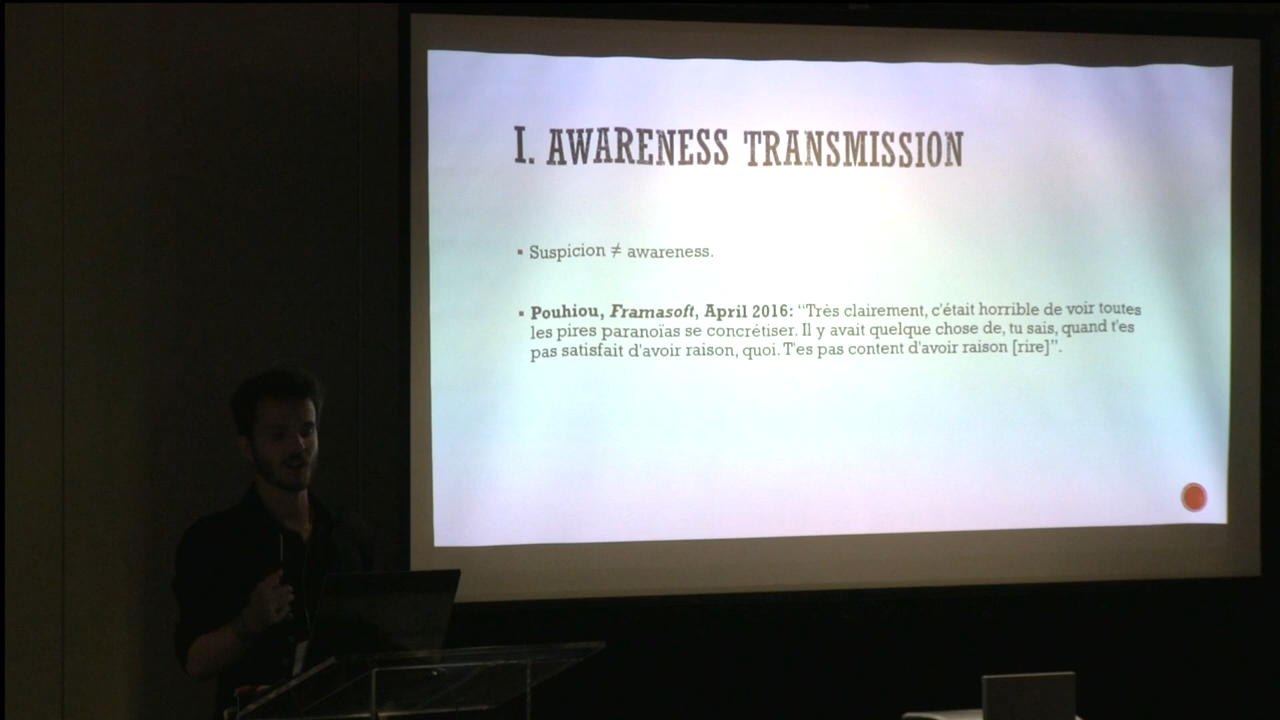 I. AWARENESS TRANSMISSION
▪ Suspicion ≠ awareness.
▪ Pouhiou, Framasoft, April 2016: “Très clairement, c'était horrible de voir toutes
les pires paranoïas se concrétiser. Il y avait quelque chose de, tu sais, quand t'es
pas satisfait d'avoir raison, quoi. T'es pas content d'avoir raison [rire]”.